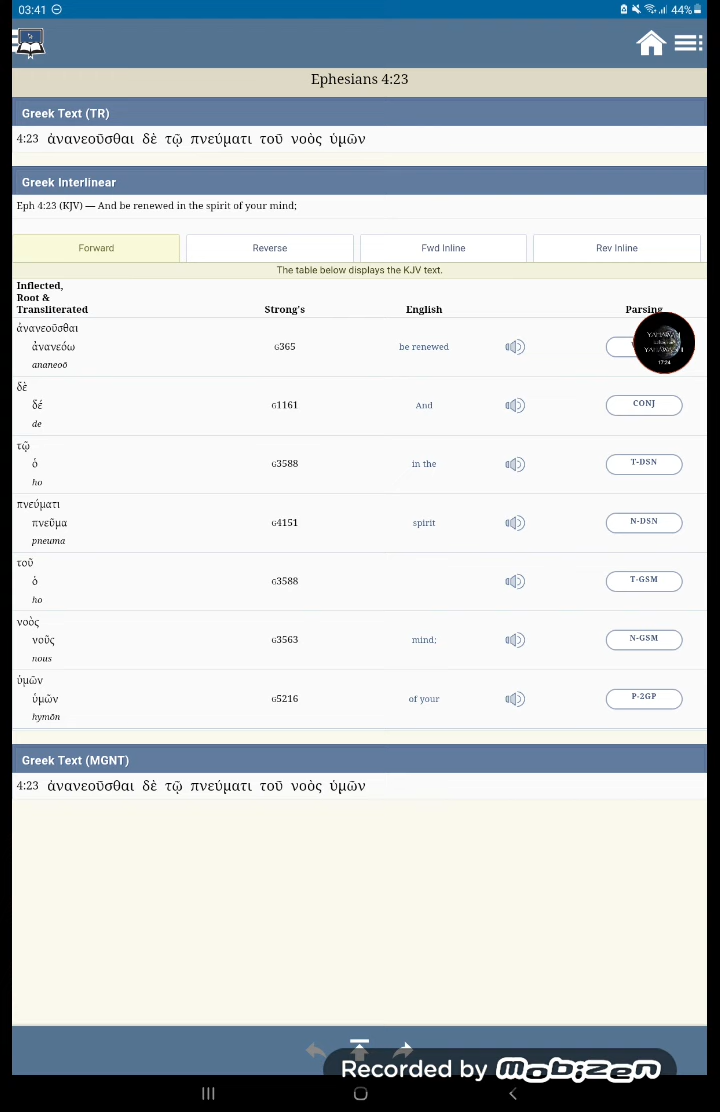 03:41
44%
Ephesians 4:23
Greek Text (TR)
4:23 ἀνανεοῦσθαι δὲ τῷ πνεύματι τοῦ νοὸς ὑμῶν
Greek Interlinear
Eph 4:23 (KJV) — And be renewed in the spirit of your mind;
Forward Reverse Fwd Inline Rev Inline
The table below displays the KJV text.
Inflected,
Root &
Transliterated Strong's English Parsing
ἀνανεοῦσθαι
ἀνανεόω G365 be renewed
ananeoō
δὲ
δέ G1161 And CONJ
de
τῷ
ὁ G3588 in the T-DSN
ho
πνεύματι
πνεῦμα G4151 spirit N-DSN
pneuma
τοῦ
ὁ G3588 T-GSM
ho
νοὸς
νοῦς G3563 mind; N-GSM
nous
ὑμῶν
ὑμῶν G5216 of your P-2GP
hymōn
Greek Text (MGNT)
4:23 ἀνανεοῦσθαι δὲ τῷ πνεύματι τοῦ νοὸς ὑμῶν
Recorded by mobizen